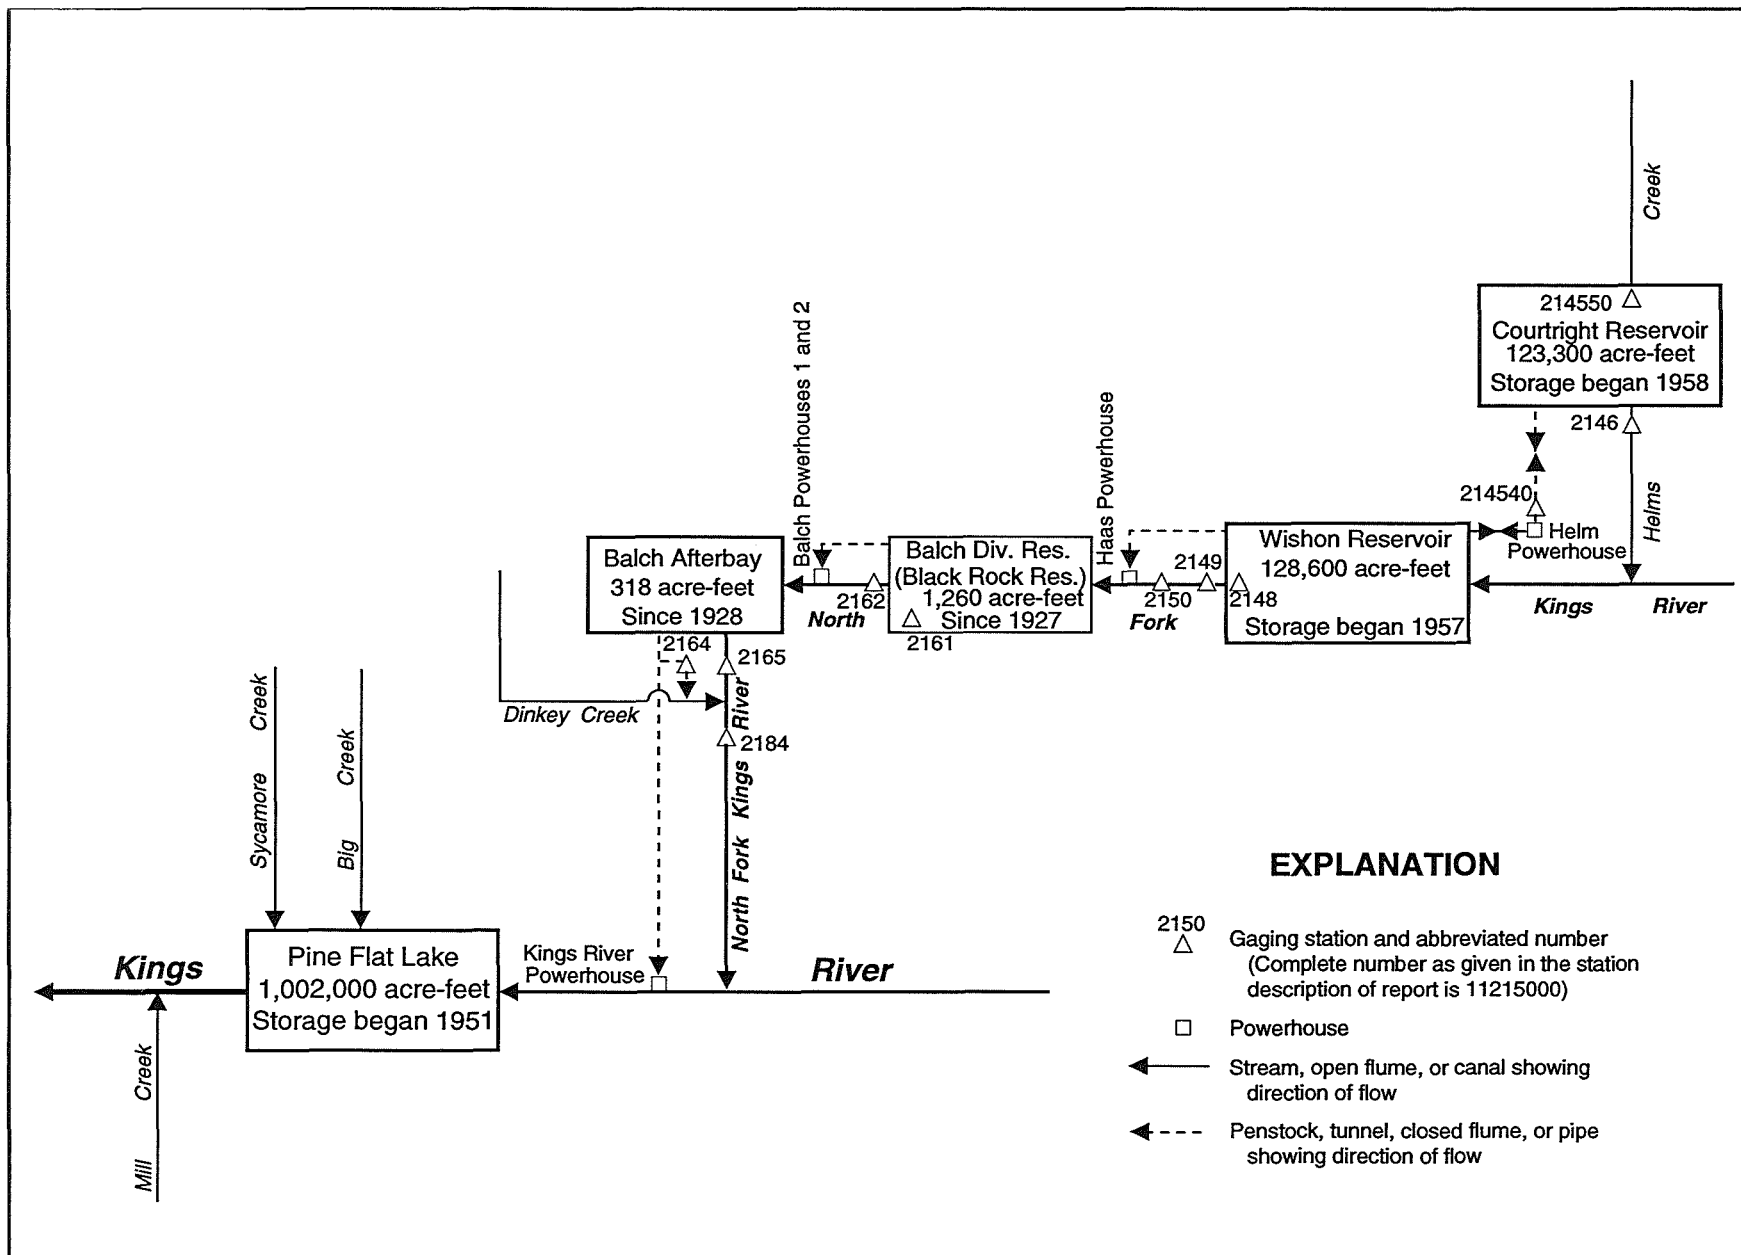 Creek
214550
Courtright Reservoir
123,300 acre-feet
Storage began 1958
2146
Helms
214540
Helm
Powerhouse
Wishon Reservoir
128,600 acre-feet
Storage began 1957
2148
2149
2150
Kings River
Haas Powerhouse
Fork
Balch Div. Res.
(Black Rock Res.)
1,260 acre-feet
Since 1927
2161
2162
North
Balch Powerhouses 1 and 2
Balch Afterbay
318 acre-feet
Since 1928
2164
2165
Dinkey Creek
2184
North Fork Kings River
Sycamore Creek
Big Creek
Pine Flat Lake
1,002,000 acre-feet
Storage began 1951
Kings River
Powerhouse
Kings River
Mill Creek
EXPLANATION
2150
Gaging station and abbreviated number
(Complete number as given in the station
description of report is 11215000)
Powerhouse
Stream, open flume, or canal showing
direction of flow
Penstock, tunnel, closed flume, or pipe
showing direction of flow